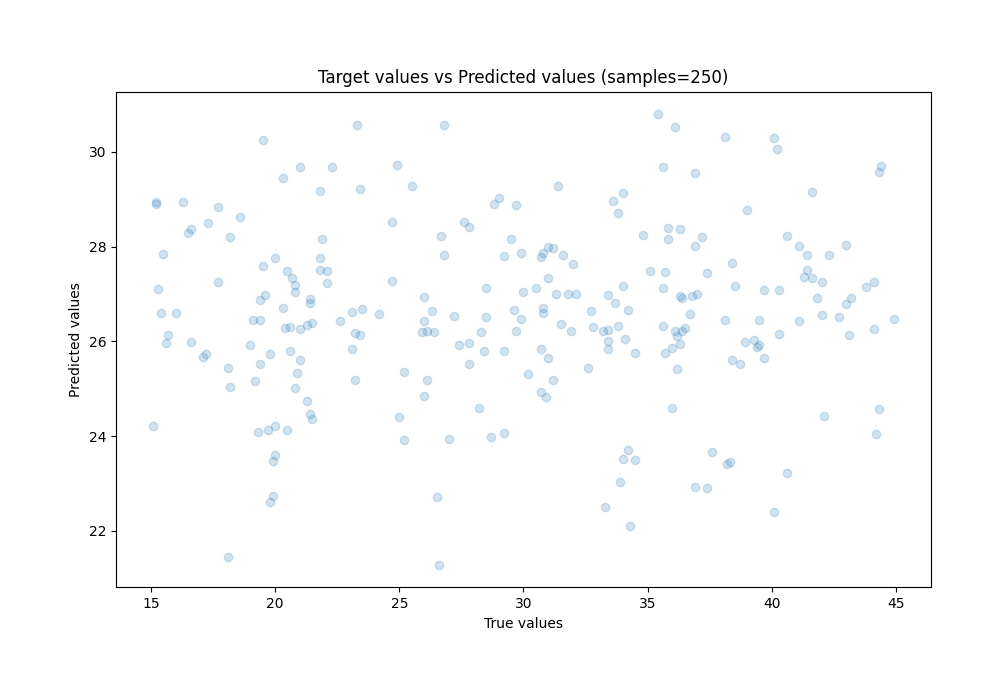 Target values vs Predicted values (samples=250)
Predicted values
30
28
26
24
22
15 20 25 30 35 40 45
True values